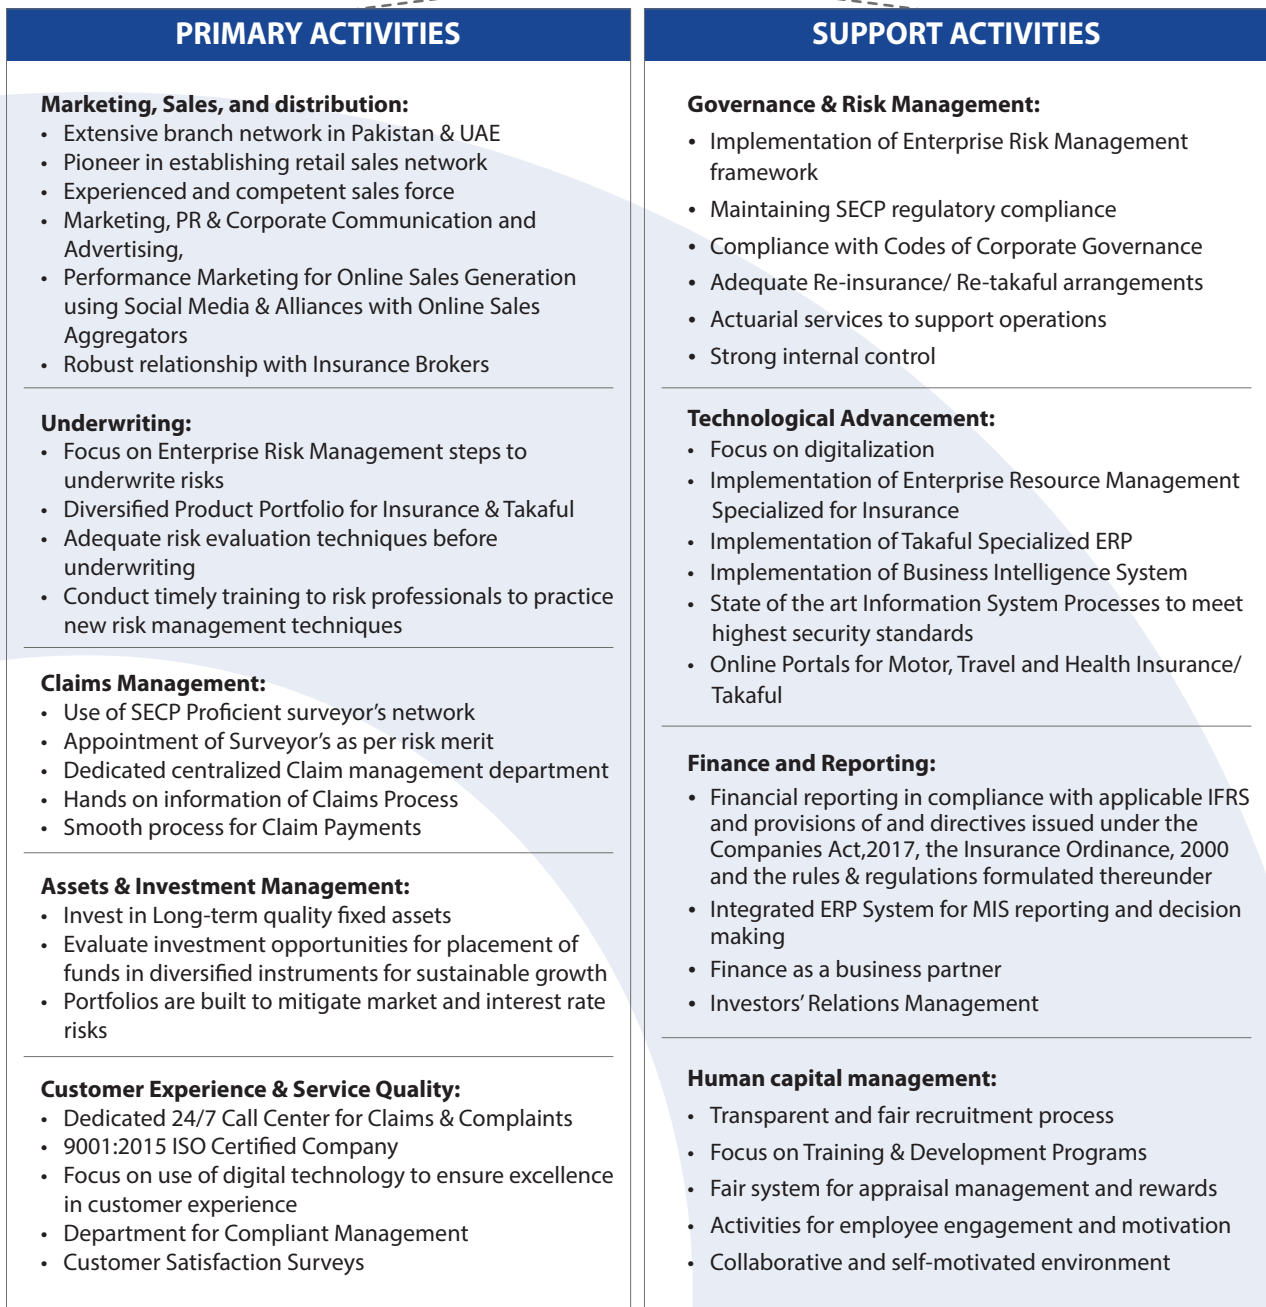 PRIMARY ACTIVITIES
Marketing, Sales, and distribution:
• Extensive branch network in Pakistan & UAE
• Pioneer in establishing retail sales network
• Experienced and competent sales force
• Marketing, PR & Corporate Communication and
Advertising,
• Performance Marketing for Online Sales Generation
using Social Media & Alliances with Online Sales
Aggregators
• Robust relationship with Insurance Brokers
Underwriting:
• Focus on Enterprise Risk Management steps to
underwrite risks
• Diversified Product Portfolio for Insurance & Takaful
• Adequate risk evaluation techniques before
underwriting
• Conduct timely training to risk professionals to practice
new risk management techniques
Claims Management:
• Use of SECP Proficient surveyor's network
• Appointment of Surveyor's as per risk merit
• Dedicated centralized Claim management department
• Hands on information of Claims Process
• Smooth process for Claim Payments
Assets & Investment Management:
• Invest in Long-term quality fixed assets
• Evaluate investment opportunities for placement of
funds in diversified instruments for sustainable growth
• Portfolios are built to mitigate market and interest rate
risks
Customer Experience & Service Quality:
• Dedicated 24/7 Call Center for Claims & Complaints
• 9001:2015 ISO Certified Company
• Focus on use of digital technology to ensure excellence
in customer experience
• Department for Compliant Management
• Customer Satisfaction Surveys
SUPPORT ACTIVITIES
Governance & Risk Management:
• Implementation of Enterprise Risk Management
framework
• Maintaining SECP regulatory compliance
• Compliance with Codes of Corporate Governance
• Adequate Re-insurance/ Re-takaful arrangements
• Actuarial services to support operations
• Strong internal control
Technological Advancement:
• Focus on digitalization
• Implementation of Enterprise Resource Management
Specialized for Insurance
• Implementation of Takaful Specialized ERP
• Implementation of Business Intelligence System
• State of the art Information System Processes to meet
highest security standards
• Online Portals for Motor, Travel and Health Insurance/
Takaful
Finance and Reporting:
• Financial reporting in compliance with applicable IFRS
and provisions of and directives issued under the
Companies Act,2017, the Insurance Ordinance, 2000
and the rules & regulations formulated thereunder
• Integrated ERP System for MIS reporting and decision
making
• Finance as a business partner
• Investors' Relations Management
Human capital management:
• Transparent and fair recruitment process
• Focus on Training & Development Programs
• Fair system for appraisal management and rewards
• Activities for employee engagement and motivation
• Collaborative and self-motivated environment